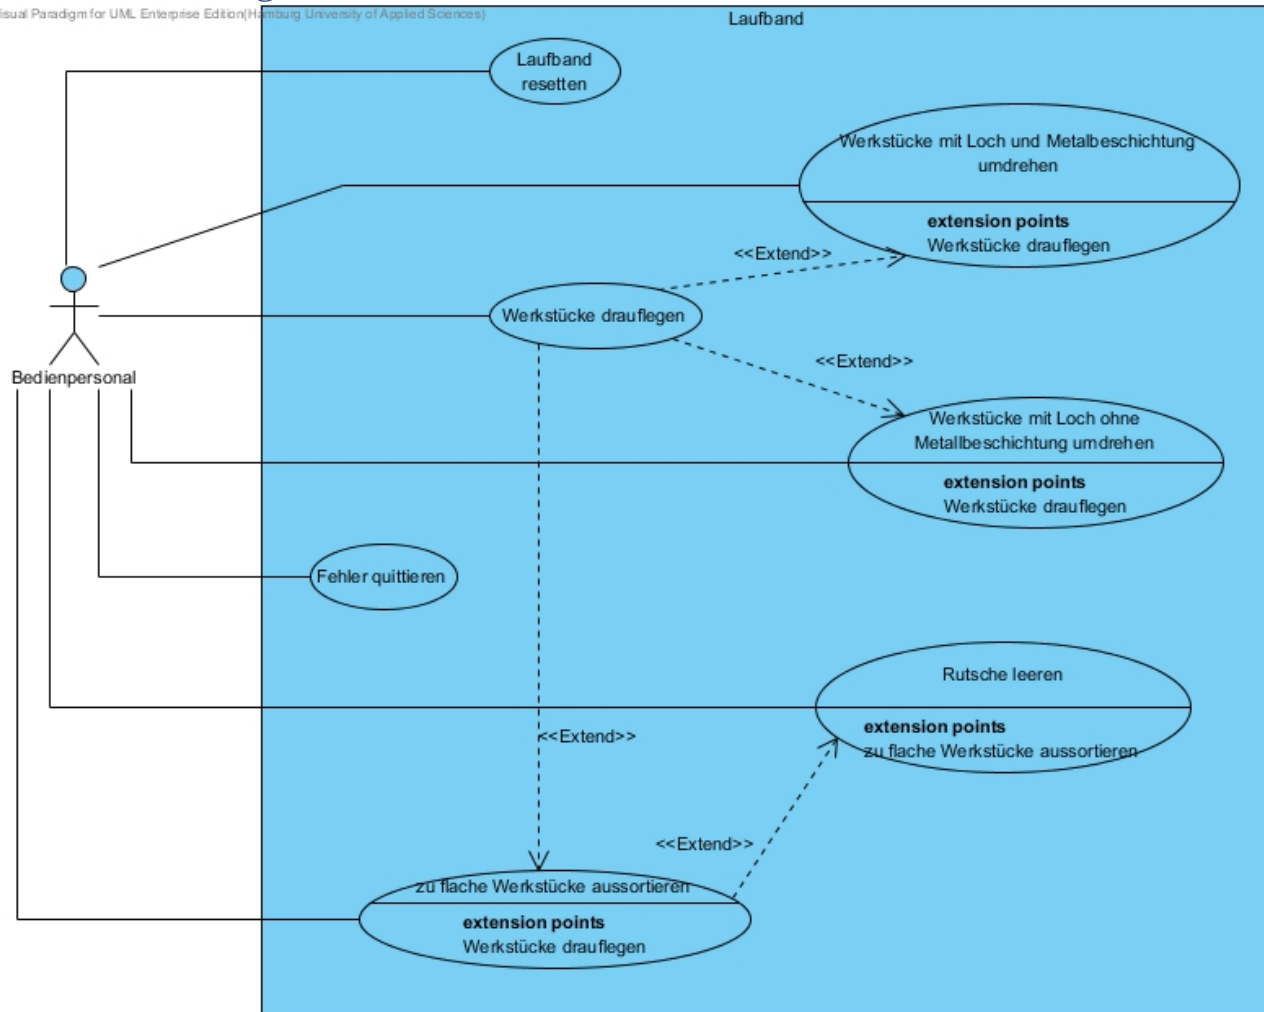 isual Paradigm for UML Enterprise Edition(Hamburg University of Applied Sciences)
Laufband
Laufband
resetten
Werkstücke mit Loch und Metalbeschichtung
umdrehen
extension points
Werkstücke drauflegen
<<Extend>>
Werkstücke drauflegen
<<Extend>>
Bedienpersonal
Werkstücke mit Loch ohne
Metallbeschichtung umdrehen
extension points
Werkstücke drauflegen
Fehler quittieren
Rutsche leeren
extension points
zu flache Werkstücke aussortieren
<<Extend>>
<<Extend>>
zu flache Werkstücke aussortieren
extension points
Werkstücke drauflegen